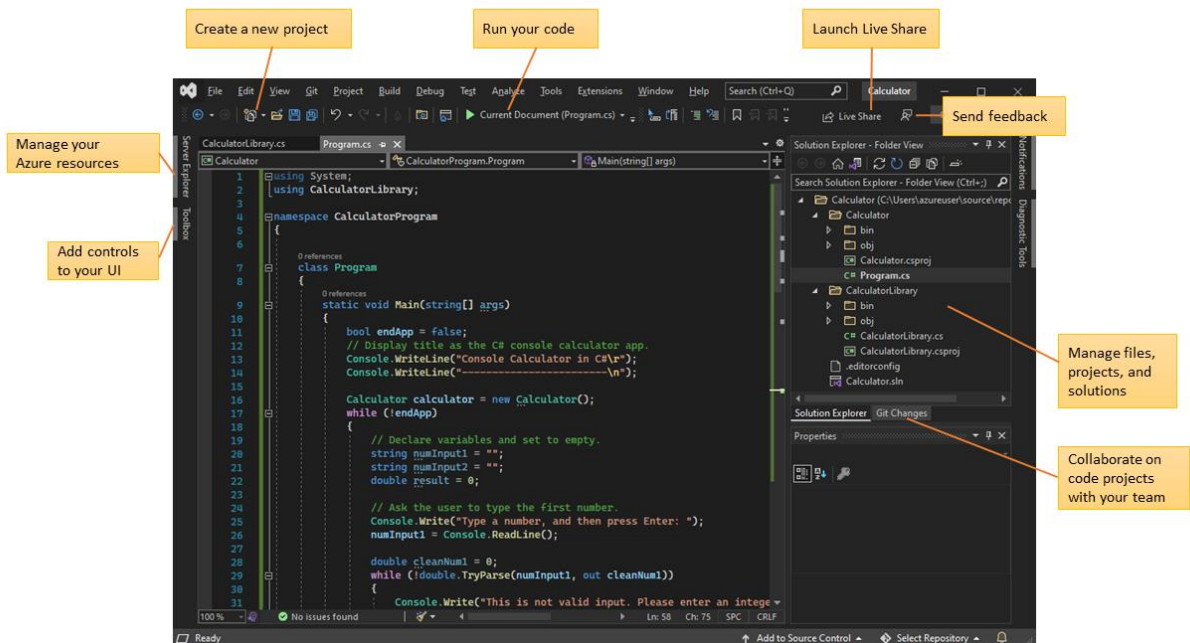 Create a new project
Run your code
Launch Live Share
File Edit View Git Project Build Debug Test Analyze Tools Extensions Window Help Search (Ctrl+Q) Calculator
Current Document (Program.cs)
Live Share
Send feedback
Manage your
Azure resources
Add controls
to your UI
Server Explorer
Toolbox
CalculatorLibrary.cs Program.cs
Calculator CalculatorProgram.Program Main(string[] args)
1 using System;
2 using CalculatorLibrary;
3
4 namespace CalculatorProgram
5 {
6
0 references
7 class Program
8 {
0 references
9 static void Main(string[] args)
10 {
11 bool endApp = false;
12 // Display title as the C# console calculator app.
13 Console.WriteLine("Console Calculator in C#\r");
14 Console.WriteLine("------------------------\n");
15
16 Calculator calculator = new Calculator();
17 while (!endApp)
18 {
19 // Declare variables and set to empty.
20 string numInput1 = "";
21 string numInput2 = "";
22 double result = 0;
23
24 // Ask the user to type the first number.
25 Console.Write("Type a number, and then press Enter: ");
26 numInput1 = Console.ReadLine();
27
28 double cleanNum1 = 0;
29 while (!double.TryParse(numInput1, out cleanNum1))
30 {
31 Console.Write("This is not valid input. Please enter an intege
100 % No issues found Ln: 58 Ch: 75 SPC CRLF
Solution Explorer - Folder View
Search Solution Explorer - Folder View (Ctrl+;)
Calculator (C:\Users\azureuser\source\repo
Calculator
bin
obj
Calculator.csproj
C# Program.cs
CalculatorLibrary
bin
obj
C# CalculatorLibrary.cs
CalculatorLibrary.csproj
.editorconfig
Calculator.sln
Solution Explorer Git Changes
Properties
Notifications
Diagnostic Tools
Manage files,
projects, and
solutions
Collaborate on
code projects
with your team
Ready Add to Source Control Select Repository